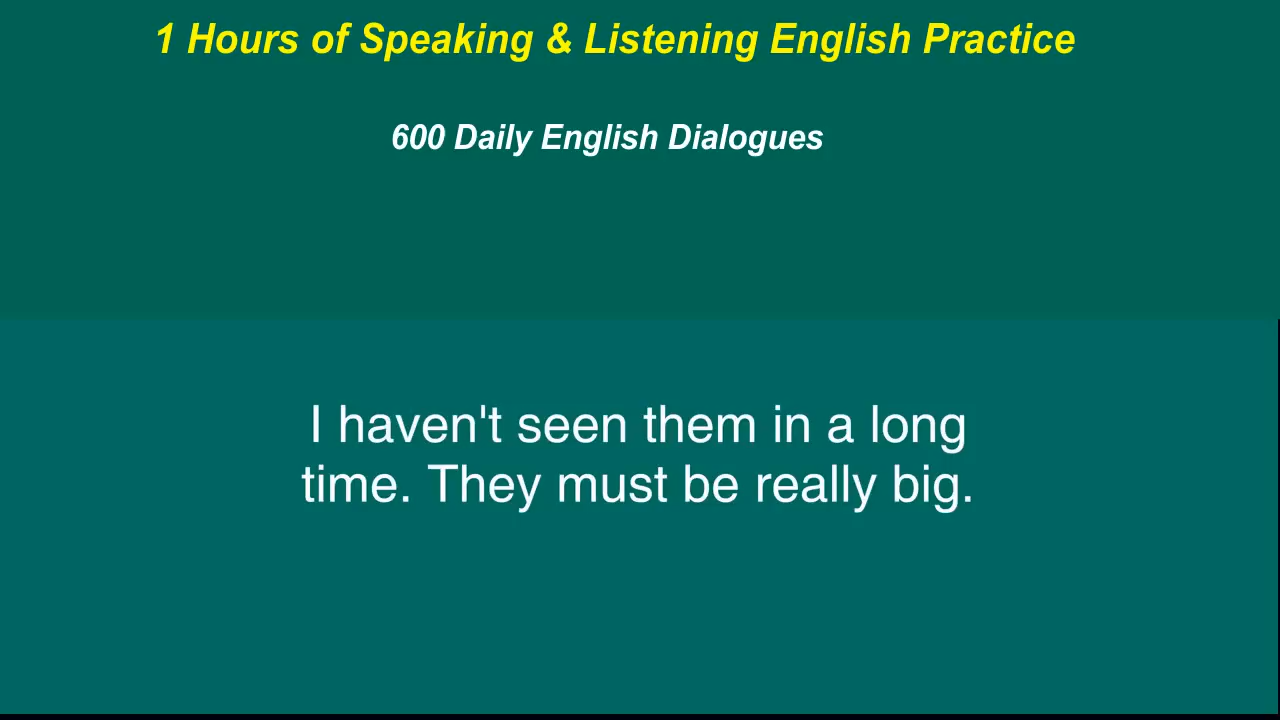 1 Hours of Speaking & Listening English Practice
600 Daily English Dialogues
I haven't seen them in a long
time. They must be really big.